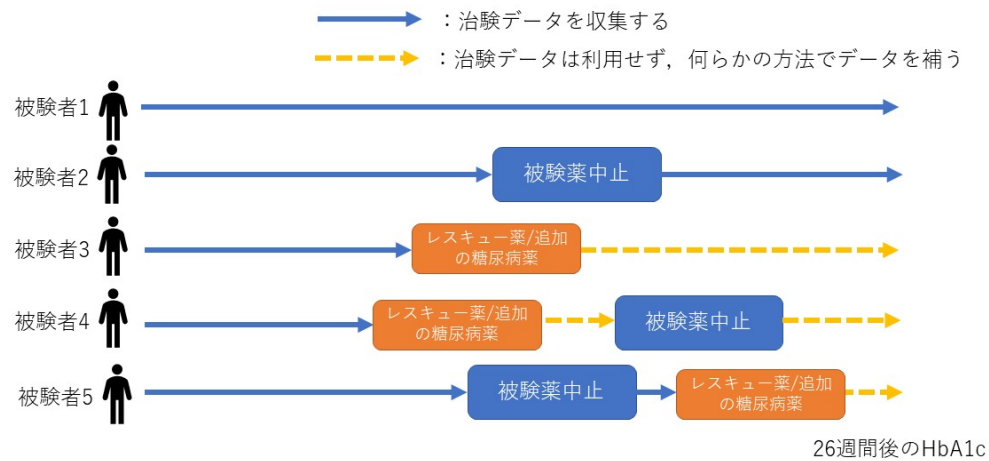 ：治験データを収集する
：治験データは利用せず，何らかの方法でデータを補う
被験者1
被験者2
被験薬中止
被験者3
レスキュー薬/追加
の糖尿病薬
被験者4
レスキュー薬/追加
の糖尿病薬
被験薬中止
被験者5
被験薬中止
レスキュー薬/追加
の糖尿病薬
26週間後のHbA1c